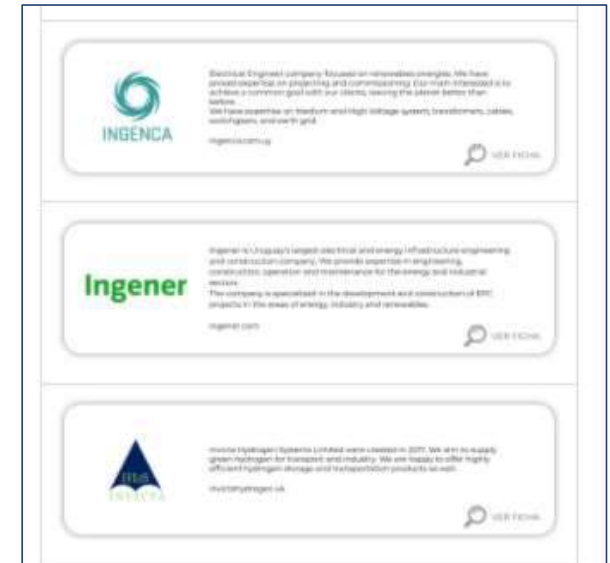 INGENCA
Electrical Engineer company focused on renewables energies. We have
proved expertise on projecting and commissioning. Our main interested is to
achieve a common goal with our clients, leaving the planet better than
before.
We have expertise on Medium and High Voltage system, transformers, cables,
switchgears, and earth grid.
ingenca.com.uy
VER FICHA
Ingener
Ingener is Uruguay's largest electrical and energy infrastructure engineering
and construction company. We provide expertise in engineering,
construction, operation and maintenance for the energy and industrial
sectors.
The company is specialized in the development and construction of EPC
projects in the areas of energy, industry and renewables.
ingener.com
VER FICHA
INVICTA
Invicta Hydrogen Systems Limited were created in 2017. We aim to supply
green hydrogen for transport and industry. We are happy to offer highly
efficient hydrogen storage and transportation products as well.
invictahydrogen.uk
VER FICHA